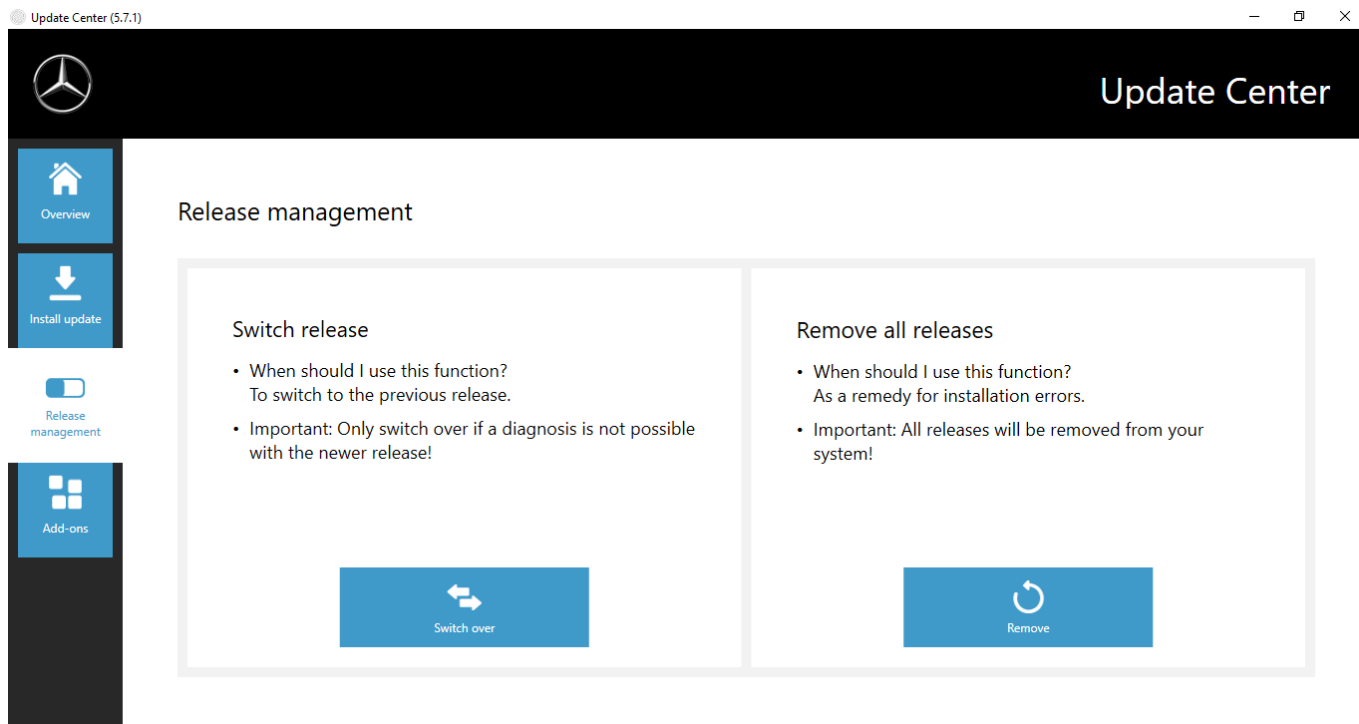 Update Center (5.7.1)
Update Center
Overview
Install update
Release
management
Add-ons
Release management
Switch release
• When should I use this function?
To switch to the previous release.
• Important: Only switch over if a diagnosis is not possible
with the newer release!
Switch over
Remove all releases
• When should I use this function?
As a remedy for installation errors.
• Important: All releases will be removed from your
system!
Remove